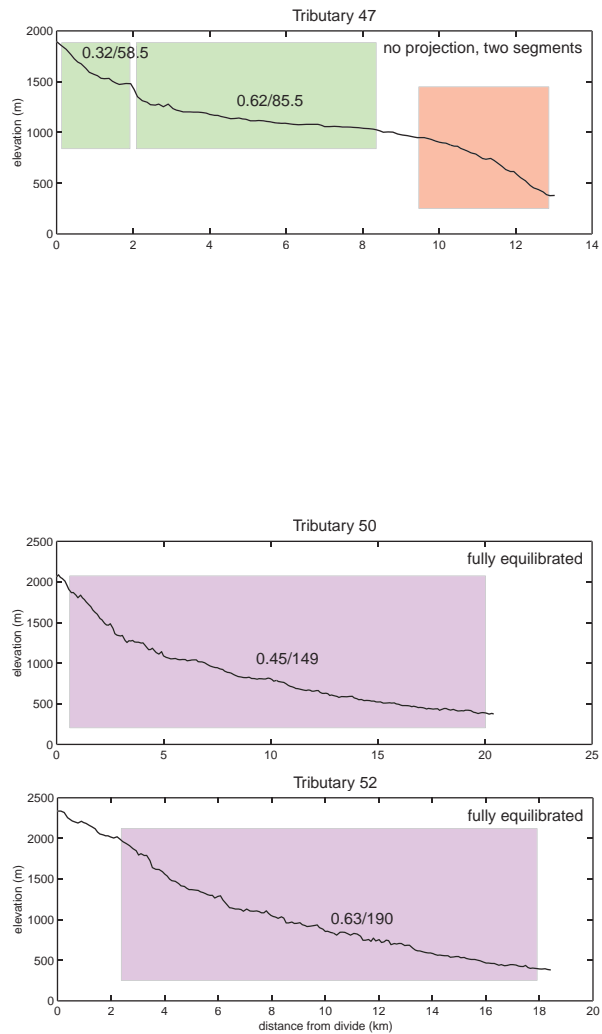 Tributary 47
no projection, two segments
0.32/58.5
0.62/85.5
elevation (m)
2000
1500
1000
500
0
0 2 4 6 8 10 12 14
Tributary 50
fully equilibrated
0.45/149
elevation (m)
2500
2000
1500
1000
500
0
0 5 10 15 20 25
Tributary 52
fully equilibrated
0.63/190
elevation (m)
2500
2000
1500
1000
500
0
0 2 4 6 8 10 12 14 16 18 20
distance from divide (km)